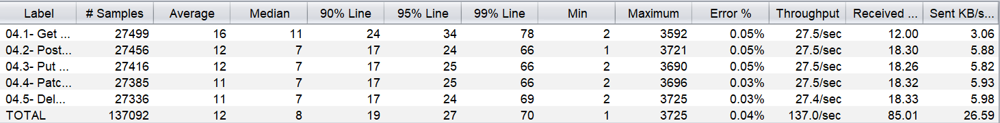 Label # Samples Average Median 90% Line 95% Line 99% Line Min Maximum Error % Throughput Received ... Sent KB/s...
04.1- Get ... 27499 16 11 24 34 78 2 3592 0.05% 27.5/sec 12.00 3.06
04.2- Post... 27456 12 7 17 24 66 1 3721 0.05% 27.5/sec 18.30 5.88
04.3- Put ... 27416 12 7 17 25 66 2 3690 0.05% 27.5/sec 18.26 5.82
04.4- Patc... 27385 11 7 17 25 66 2 3696 0.03% 27.5/sec 18.32 5.93
04.5- Del... 27336 11 7 17 24 69 2 3725 0.03% 27.4/sec 18.33 5.98
TOTAL 137092 12 8 19 27 70 1 3725 0.04% 137.0/sec 85.01 26.59